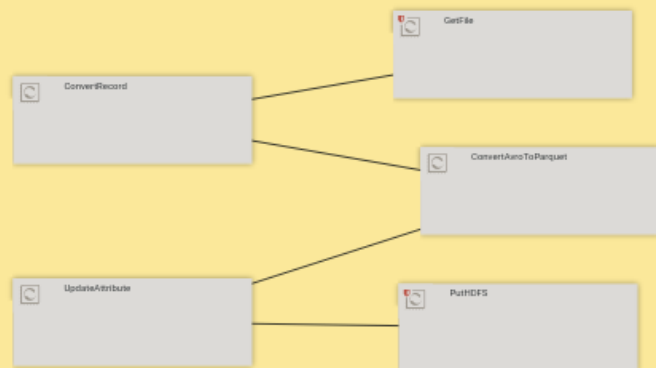 GetFile
ConvertRecord
ConvertAvroToParquet
UpdateAttribute
PutHDFS